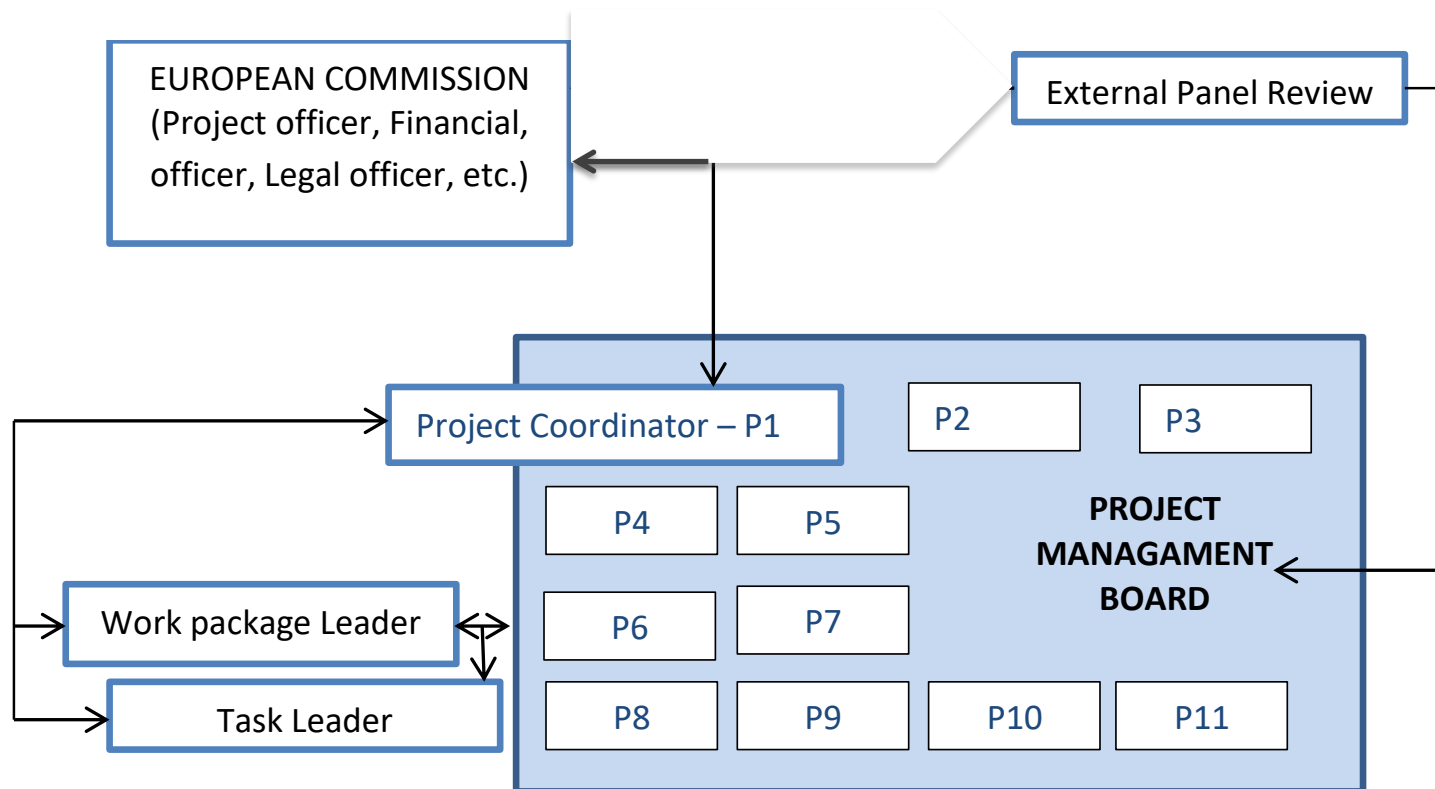 EUROPEAN COMMISSION
(Project officer, Financial,
officer, Legal officer, etc.)
External Panel Review
Project Coordinator – P1
P2
P3
P4
P5
PROJECT
MANAGAMENT
BOARD
Work package Leader
P6
P7
Task Leader
P8
P9
P10
P11